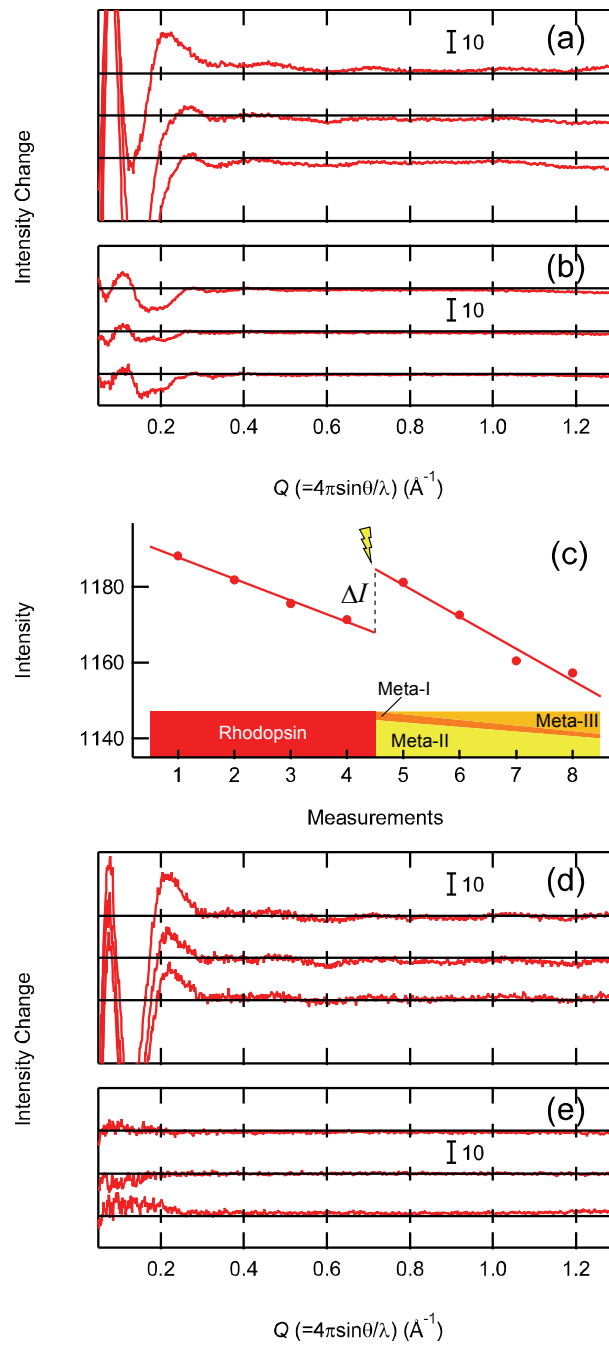 (a)
10
Intensity Change
(b)
10
0.2 0.4 0.6 0.8 1.0 1.2
Q (=4πsinθ/λ) (Å⁻¹)
(c)
1180
1160
1140
Intensity
ΔI
Meta-I
Meta-III
Rhodopsin
Meta-II
1 2 3 4 5 6 7 8
Measurements
(d)
10
Intensity Change
(e)
10
0.2 0.4 0.6 0.8 1.0 1.2
Q (=4πsinθ/λ) (Å⁻¹)